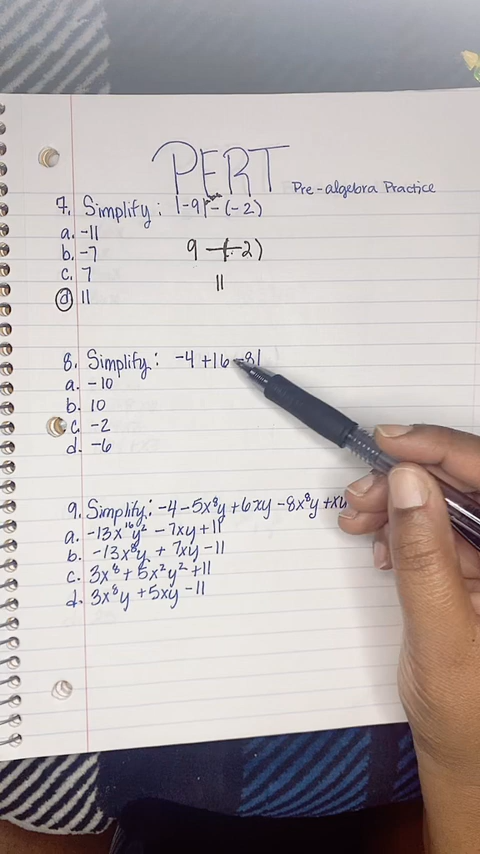 PERT
Pre-algebra Practice
7. Simplify: |-9| - (-2)
a. -11
b. -7
c. 7
d. 11
9 + 2)
11
8. Simplify: -4 + |6 - 8|
a. -10
b. 10
c. -2
d. -6
9. Simplify: -4 - 5x⁸y + 6xy - 8x⁸y + xy
a. -13x¹⁶y² - 7xy + 11
b. -13x⁸y + 7xy - 11
c. 3x⁸ + 5x²y² + 11
d. 3x⁸y + 5xy - 11